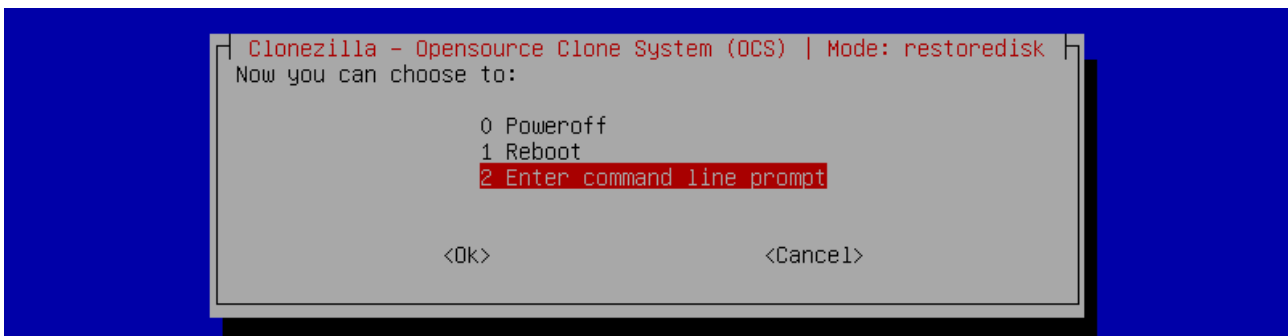 Clonezilla - Opensource Clone System (OCS) | Mode: restoredisk
Now you can choose to:
0 Poweroff
1 Reboot
2 Enter command line prompt
<Ok> <Cancel>